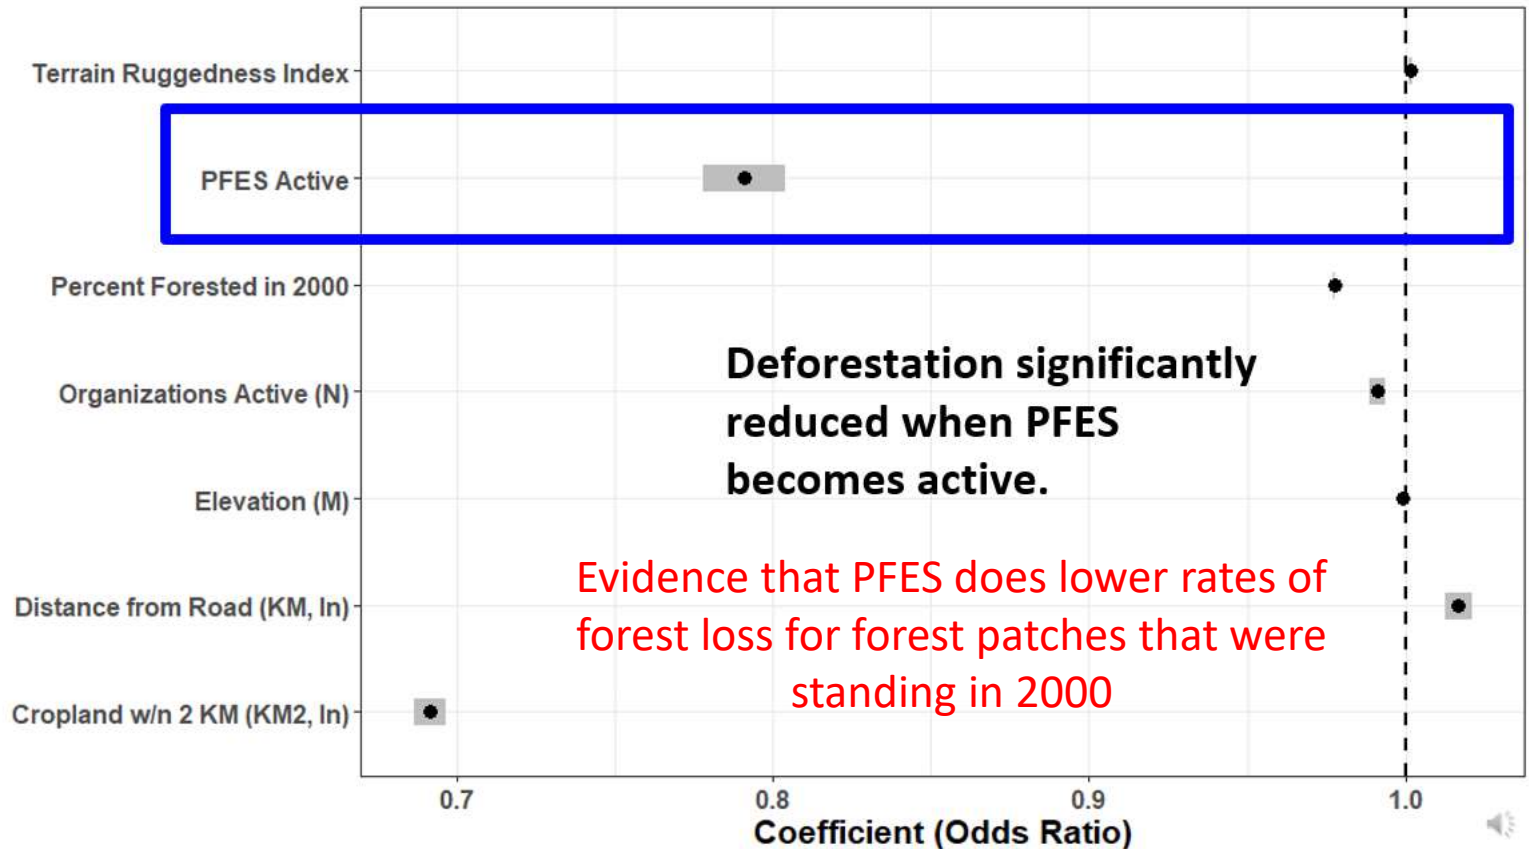 Terrain Ruggedness Index
PFES Active
Percent Forested in 2000
Organizations Active (N)
Elevation (M)
Distance from Road (KM, ln)
Cropland w/n 2 KM (KM2, ln)
Deforestation significantly
reduced when PFES
becomes active.
Evidence that PFES does lower rates of
forest loss for forest patches that were
standing in 2000
0.7 0.8 0.9 1.0
Coefficient (Odds Ratio)